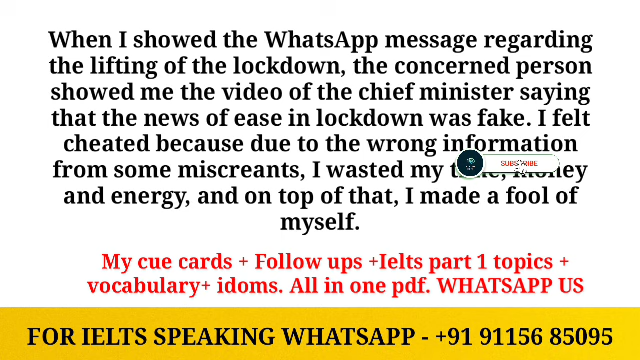 When I showed the WhatsApp message regarding
the lifting of the lockdown, the concerned person
showed me the video of the chief minister saying
that the news of ease in lockdown was fake. I felt
cheated because due to the wrong information
from some miscreants, I wasted my time, money
and energy, and on top of that, I made a fool of
myself.
SUBSCRIBE
My cue cards + Follow ups +Ielts part 1 topics +
vocabulary+ idoms. All in one pdf. WHATSAPP US
FOR IELTS SPEAKING WHATSAPP - +91 91156 85095